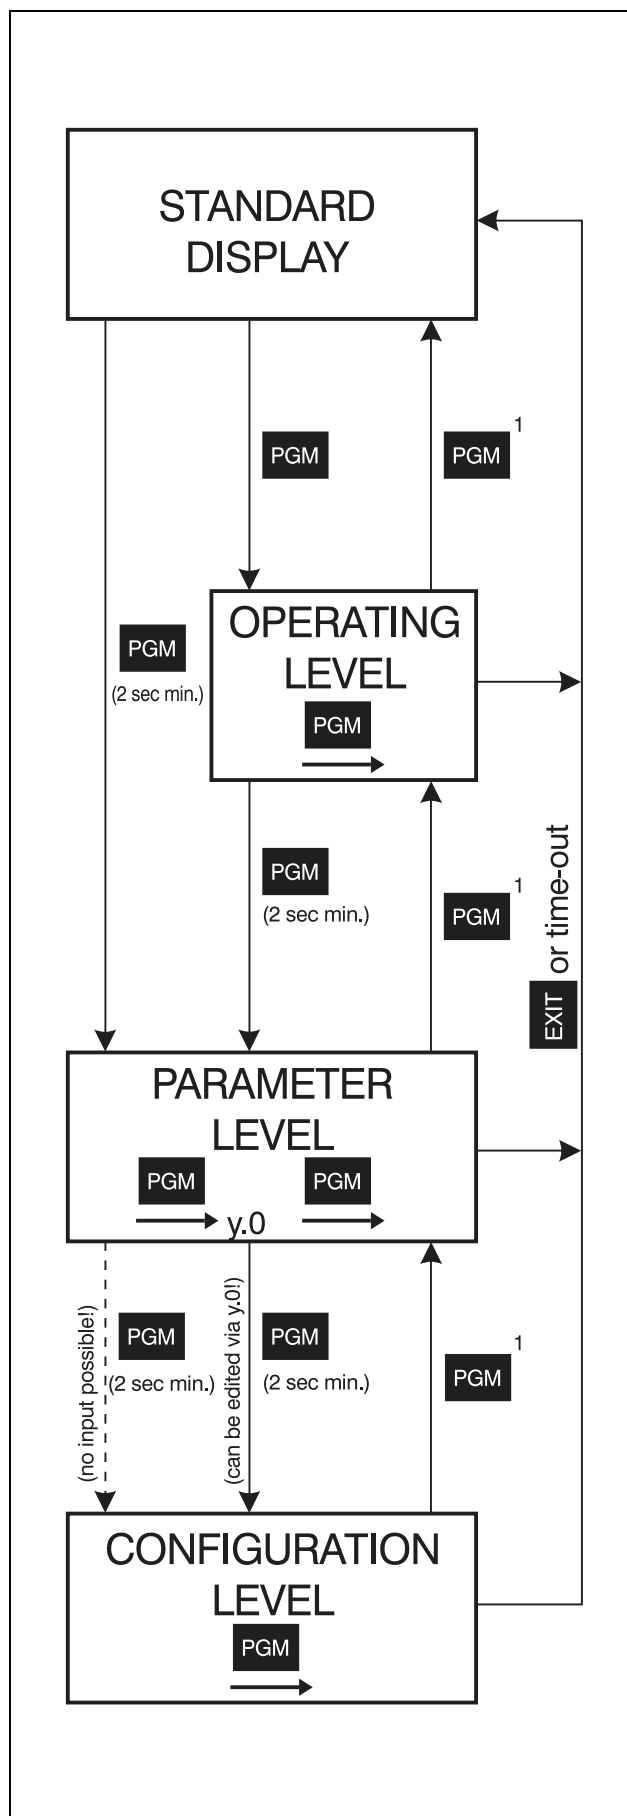 STANDARD
DISPLAY
PGM
PGM 1
PGM
(2 sec min.)
OPERATING
LEVEL
PGM
PGM
(2 sec min.)
PGM 1
EXIT or time-out
PARAMETER
LEVEL
PGM
PGM
y.0
(no input possible!)
PGM
(2 sec min.)
(can be edited via y.0!)
PGM
(2 sec min.)
PGM 1
CONFIGURATION
LEVEL
PGM